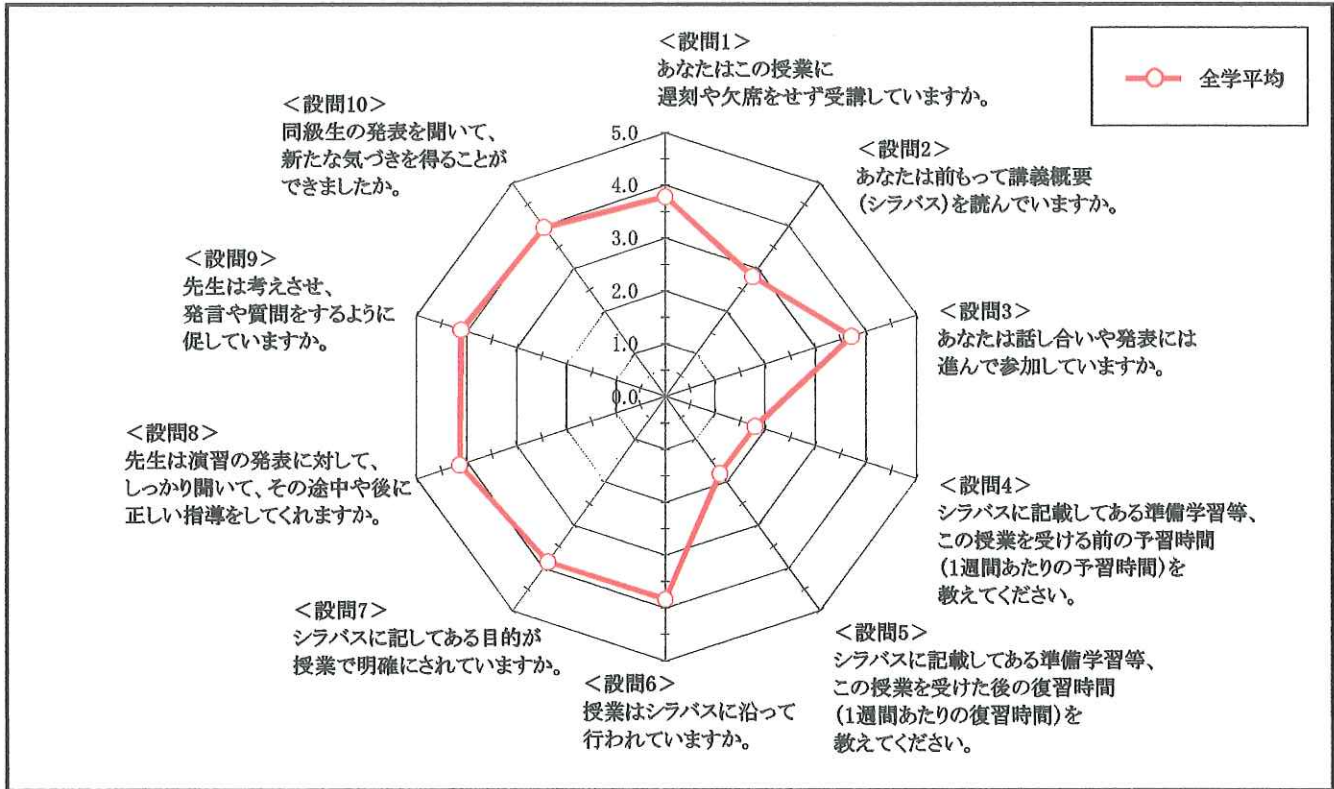 <設問1>
あなたはこの授業に
遅刻や欠席をせず受講していますか。
全学平均
<設問2>
あなたは前もって講義概要
(シラバス)を読んでいますか。
<設問3>
あなたは話し合いや発表には
進んで参加していますか。
<設問4>
シラバスに記載してある準備学習等、
この授業を受ける前の予習時間
(1週間あたりの予習時間)を
教えてください。
<設問5>
シラバスに記載してある準備学習等、
この授業を受けた後の復習時間
(1週間あたりの復習時間)を
教えてください。
<設問6>
授業はシラバスに沿って
行われていますか。
<設問7>
シラバスに記してある目的が
授業で明確にされていますか。
<設問8>
先生は演習の発表に対して、
しっかり聞いて、その途中や後に
正しい指導をしてくれますか。
<設問9>
先生は考えさせ、
発言や質問をするように
促していますか。
<設問10>
同級生の発表を聞いて、
新たな気づきを得ることが
できましたか。
5.0
4.0
3.0
2.0
1.0
0.0